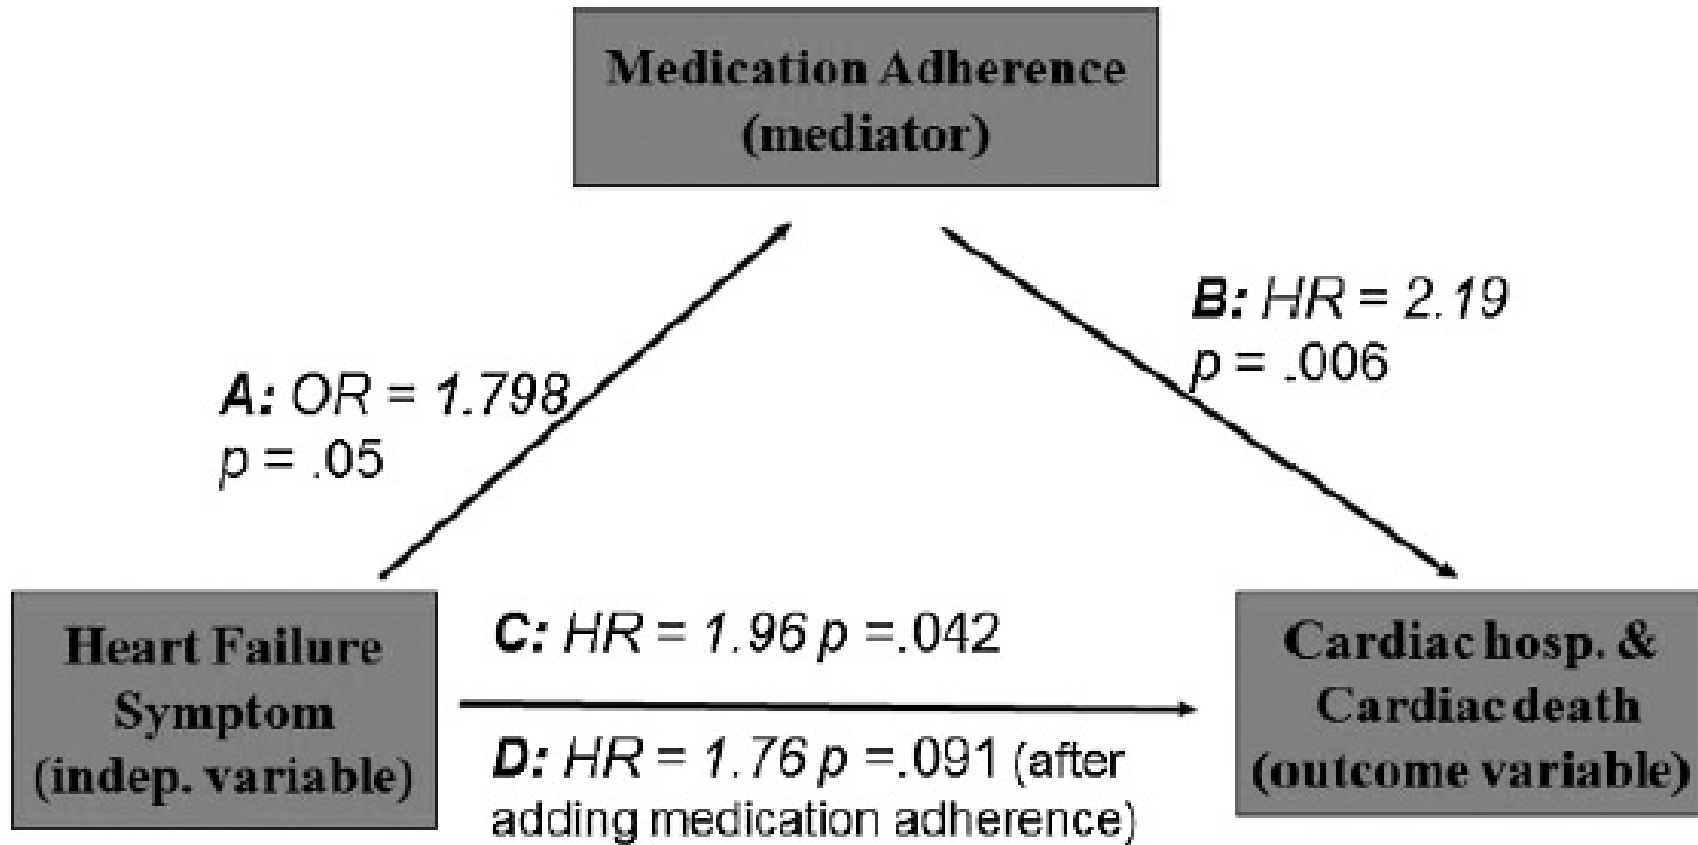 Medication Adherence
(mediator)
A: OR = 1.798
p = .05
B: HR = 2.19
p = .006
Heart Failure
Symptom
(indep. variable)
C: HR = 1.96 p =.042
D: HR = 1.76 p =.091 (after
adding medication adherence)
Cardiac hosp. &
Cardiac death
(outcome variable)